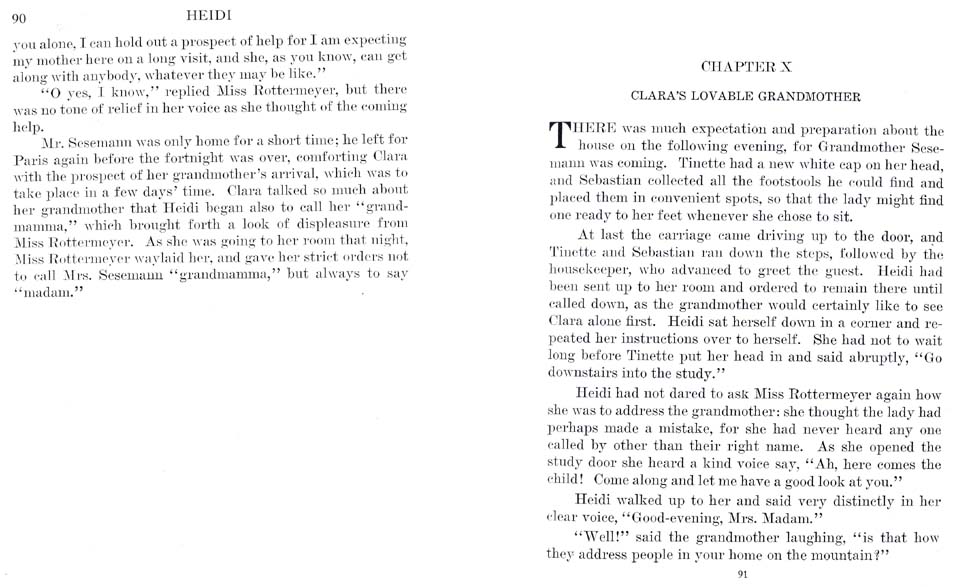 90
HEIDI
you alone, I can hold out a prospect of help for I am expecting
my mother here on a long visit, and she, as you know, can get
along with anybody, whatever they may be like."
"O yes, I know," replied Miss Rottermeyer, but there
was no tone of relief in her voice as she thought of the coming
help.
Mr. Sesemann was only home for a short time; he left for
Paris again before the fortnight was over, comforting Clara
with the prospect of her grandmother's arrival, which was to
take place in a few days' time. Clara talked so much about
her grandmother that Heidi began also to call her "grand-
mamma," which brought forth a look of displeasure from
Miss Rottermeyer. As she was going to her room that night,
Miss Rottermeyer waylaid her, and gave her strict orders not
to call Mrs. Sesemann "grandmamma," but always to say
"madam."
CHAPTER X
CLARA'S LOVABLE GRANDMOTHER
THERE was much expectation and preparation about the
house on the following evening, for Grandmother Sese-
mann was coming. Tinette had a new white cap on her head,
and Sebastian collected all the footstools he could find and
placed them in convenient spots, so that the lady might find
one ready to her feet whenever she chose to sit.
At last the carriage came driving up to the door, and
Tinette and Sebastian ran down the steps, followed by the
housekeeper, who advanced to greet the guest. Heidi had
been sent up to her room and ordered to remain there until
called down, as the grandmother would certainly like to see
Clara alone first. Heidi sat herself down in a corner and re-
peated her instructions over to herself. She had not to wait
long before Tinette put her head in and said abruptly, "Go
downstairs into the study."
Heidi had not dared to ask Miss Rottermeyer again how
she was to address the grandmother: she thought the lady had
perhaps made a mistake, for she had never heard any one
called by other than their right name. As she opened the
study door she heard a kind voice say, "Ah, here comes the
child! Come along and let me have a good look at you."
Heidi walked up to her and said very distinctly in her
clear voice, "Good-evening, Mrs. Madam."
"Well!" said the grandmother laughing, "is that how
they address people in your home on the mountain?"
91